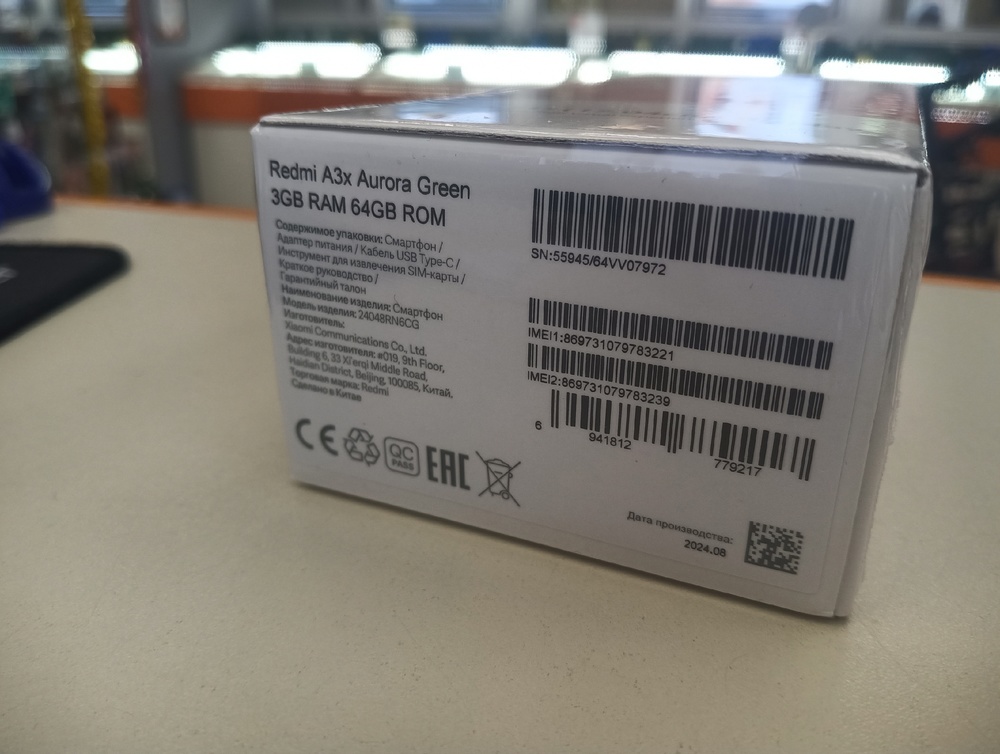 Redmi A3x Aurora Green
3GB RAM 64GB ROM
Содержимое упаковки: Смартфон /
Адаптер питания / Кабель USB Type-C /
Инструмент для извлечения SIM-карты /
Краткое руководство /
Гарантийный талон
Наименование изделия: Смартфон
Модель изделия: 24048RN6CG
Изготовитель:
Xiaomi Communications Co., Ltd.
Адрес изготовителя: #019, 9th Floor,
Building 6, 33 Xi'erqi Middle Road,
Haidian District, Beijing, 100085, Китай.
Торговая марка: Redmi
Сделано в Китае
CE
QC
PASS
EAC
SN:55945/64VV07972
IMEI1:869731079783221
IMEI2:869731079783239
6 941812 779217
Дата производства:
2024.08